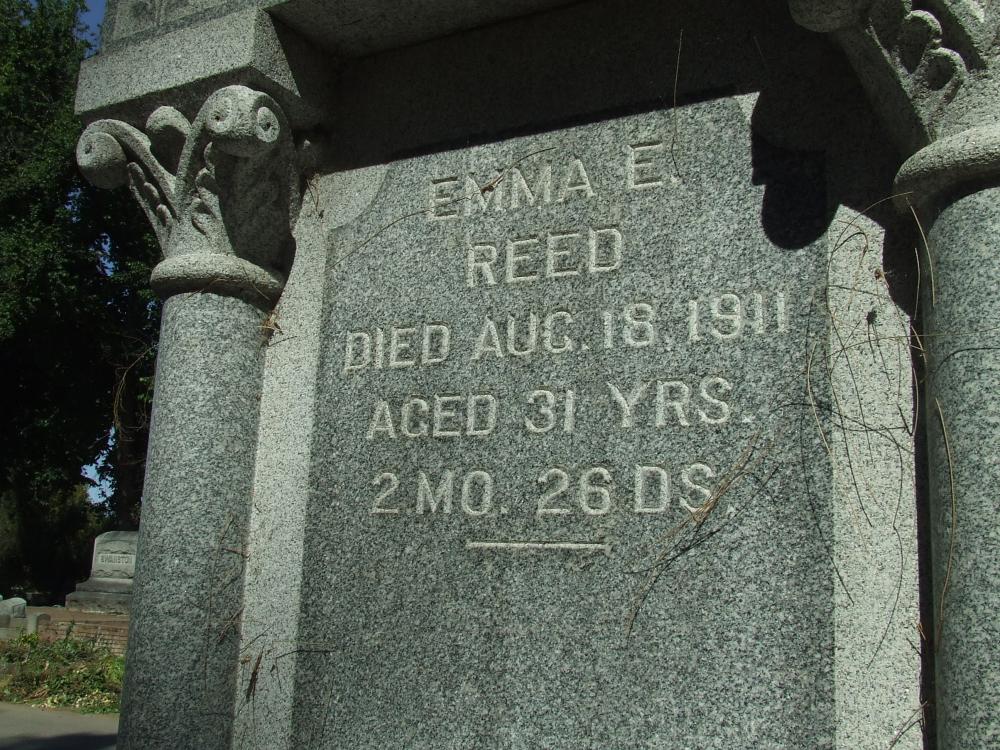 EMMA E.
REED
DIED AUG. 18, 1911
AGED 31 YRS.
2 MO. 26 DS.